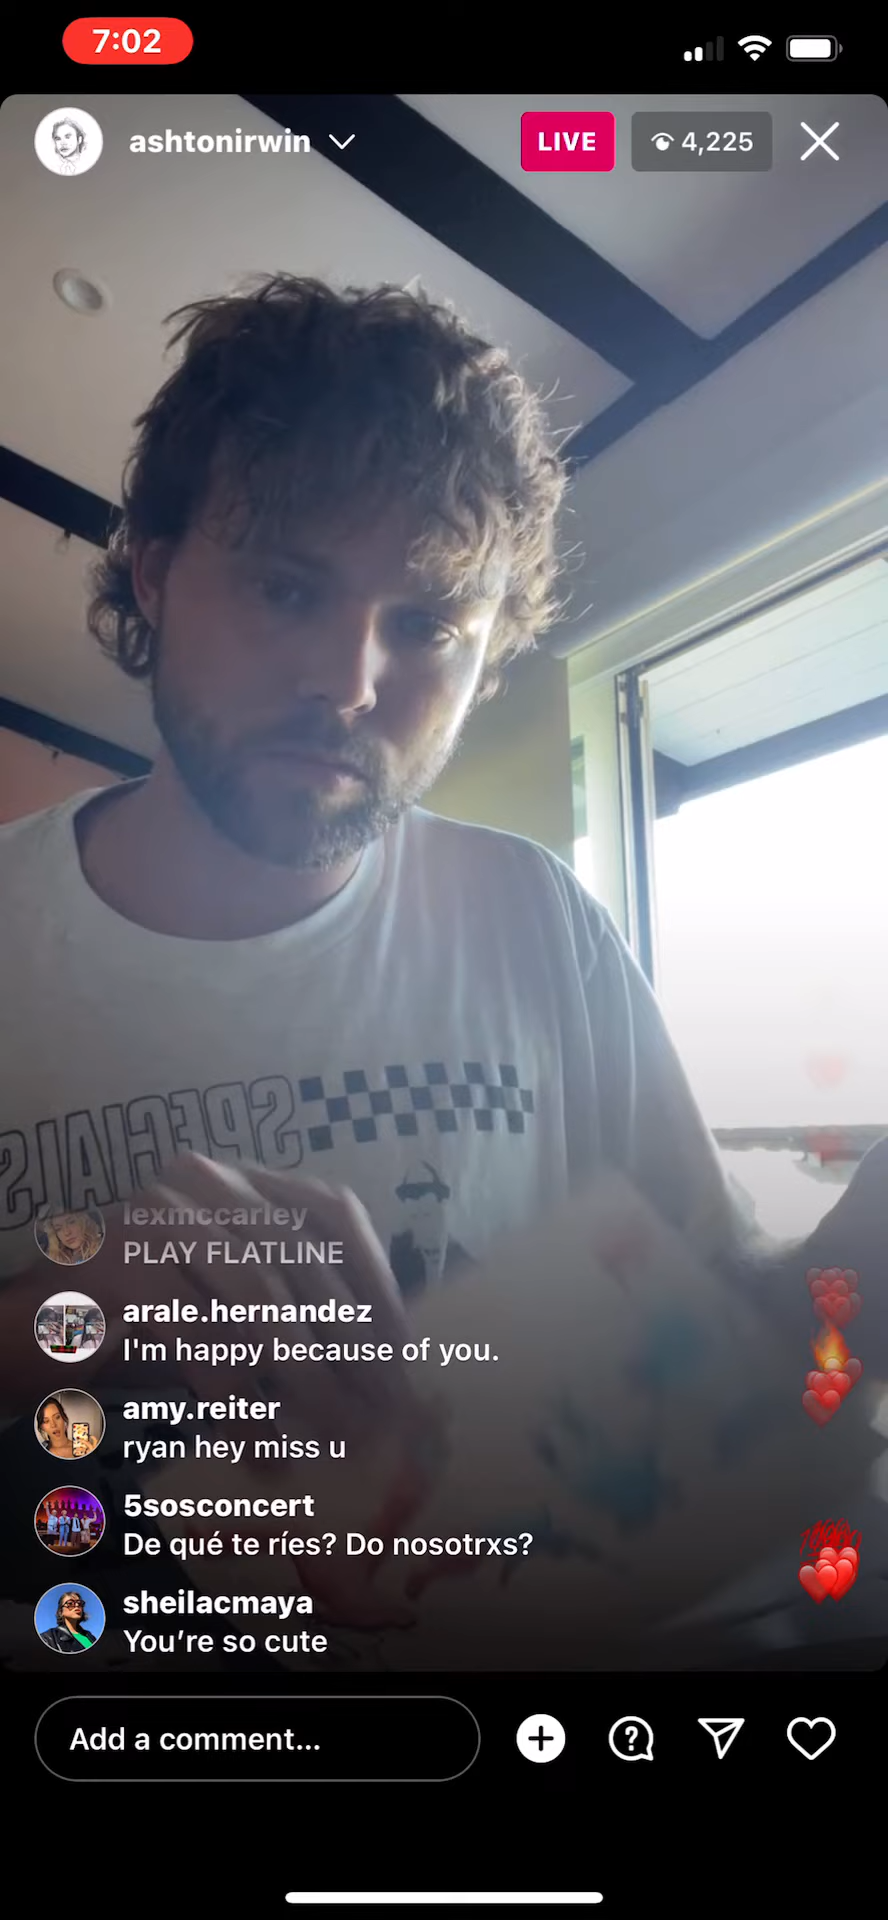 7:02
ashtonirwin
LIVE
4,225
SPECIALS
lexmccarley
PLAY FLATLINE
arale.hernandez
I'm happy because of you.
amy.reiter
ryan hey miss u
5sosconcert
De qué te ríes? Do nosotrxs?
sheilacmaya
You’re so cute
Add a comment...